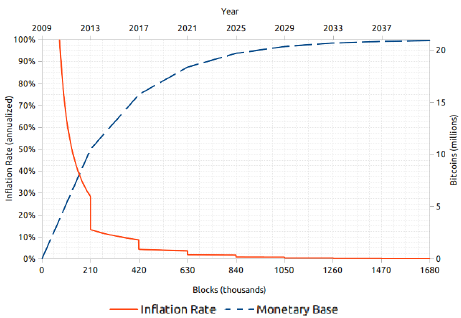 Year
2009 2013 2017 2021 2025 2029 2033 2037
100%
90%
80%
70%
60%
50%
40%
30%
20%
10%
0%
Inflation Rate (annualized)
20
15
10
5
0
Bitcoins (millions)
0 210 420 630 840 1050 1260 1470 1680
Blocks (thousands)
Inflation Rate Monetary Base